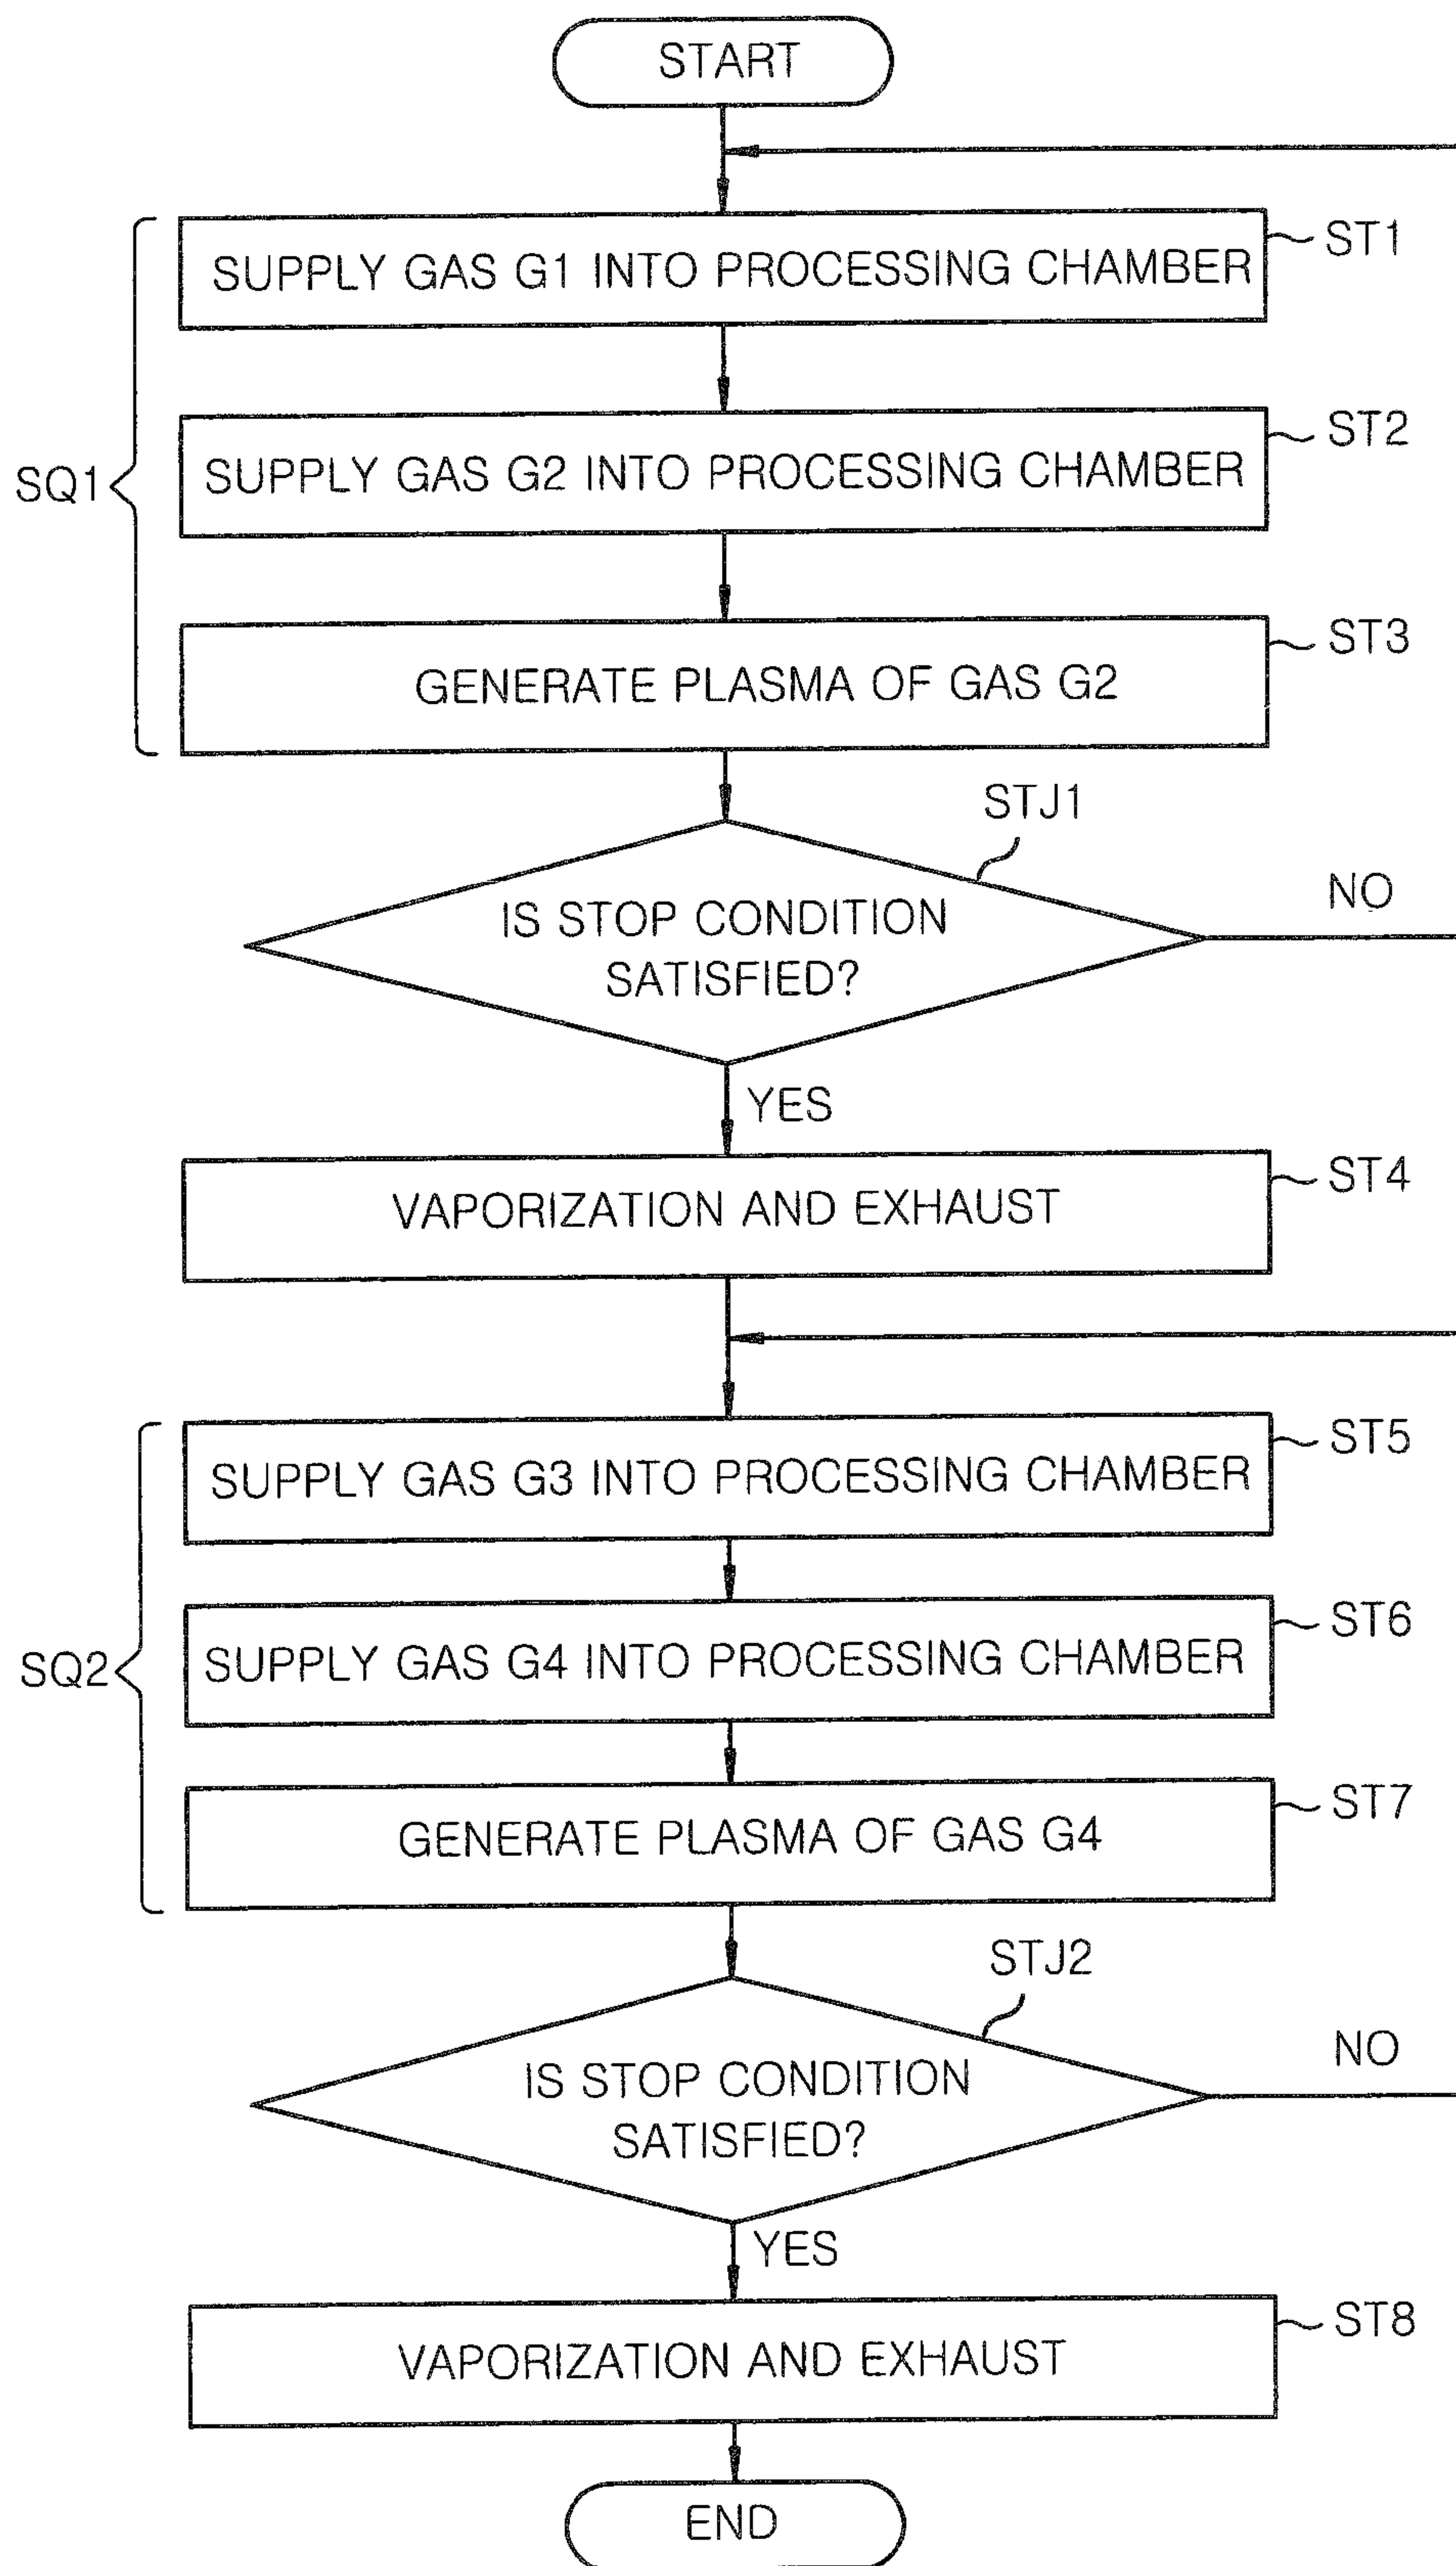 START
SUPPLY GAS G1 INTO PROCESSING CHAMBER
ST1
SQ1
SUPPLY GAS G2 INTO PROCESSING CHAMBER
ST2
GENERATE PLASMA OF GAS G2
ST3
STJ1
IS STOP CONDITION
SATISFIED?
NO
YES
VAPORIZATION AND EXHAUST
ST4
SUPPLY GAS G3 INTO PROCESSING CHAMBER
ST5
SQ2
SUPPLY GAS G4 INTO PROCESSING CHAMBER
ST6
GENERATE PLASMA OF GAS G4
ST7
STJ2
IS STOP CONDITION
SATISFIED?
NO
YES
VAPORIZATION AND EXHAUST
ST8
END